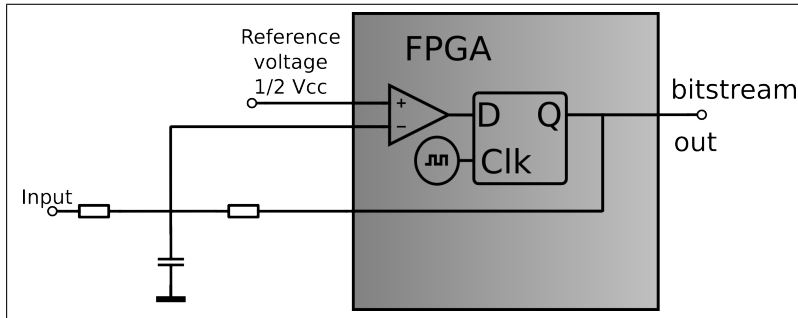 FPGA
Reference
voltage
1/2 Vcc
+
−
D
Q
Clk
bitstream
out
Input